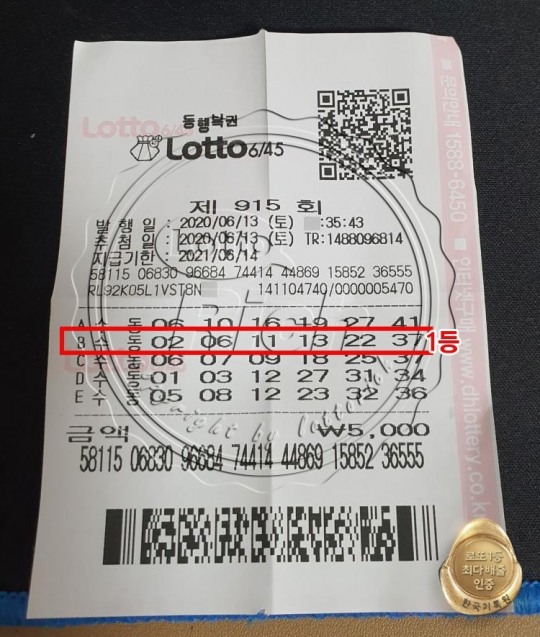 동행복권
Lotto 6/45
제 915 회
발 행 일 : 2020/06/13 (토) :35:43
추 첨 일 : 2020/06/13 (토) TR:1488096814
지급기한 : 2021/06/14
58115 06830 96684 74414 44869 15852 36555
RL92K05L1VST8N 141104740/0000005470
A 수 동 06 10 16 19 27 41
B 수 동 02 06 11 13 22 37 1등
C 수 동 06 07 09 18 25 37
D 수 동 01 03 12 27 31 34
E 수 동 05 08 12 23 32 36
금액 ₩5,000
58115 06830 96684 74414 44869 15852 36555
Lotto 6/45
문의안내 1588-6450
www.dhlottery.co.kr
by lotto
로또1등
최다배출
인증
한국기록원